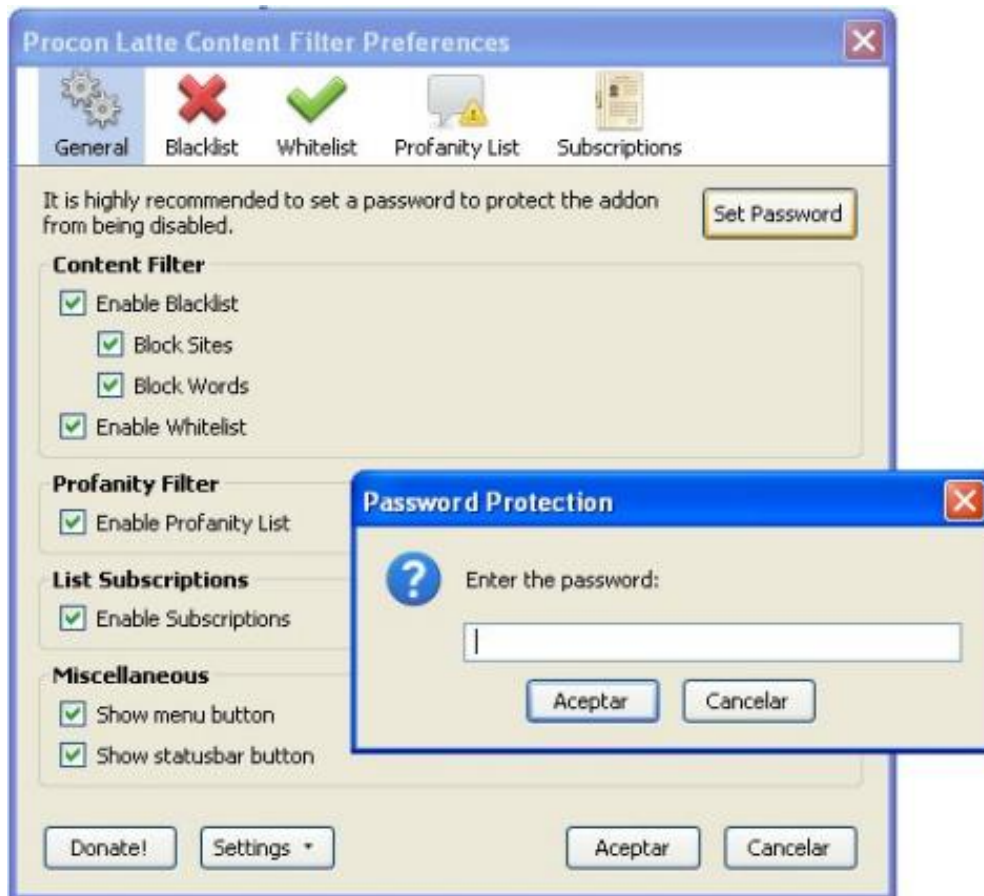 Procon Latte Content Filter Preferences
General Blacklist Whitelist Profanity List Subscriptions
It is highly recommended to set a password to protect the addon
from being disabled.
Set Password
Content Filter
Enable Blacklist
Block Sites
Block Words
Enable Whitelist
Profanity Filter
Enable Profanity List
List Subscriptions
Enable Subscriptions
Miscellaneous
Show menu button
Show statusbar button
Password Protection
Enter the password:
Aceptar Cancelar
Donate! Settings Aceptar Cancelar